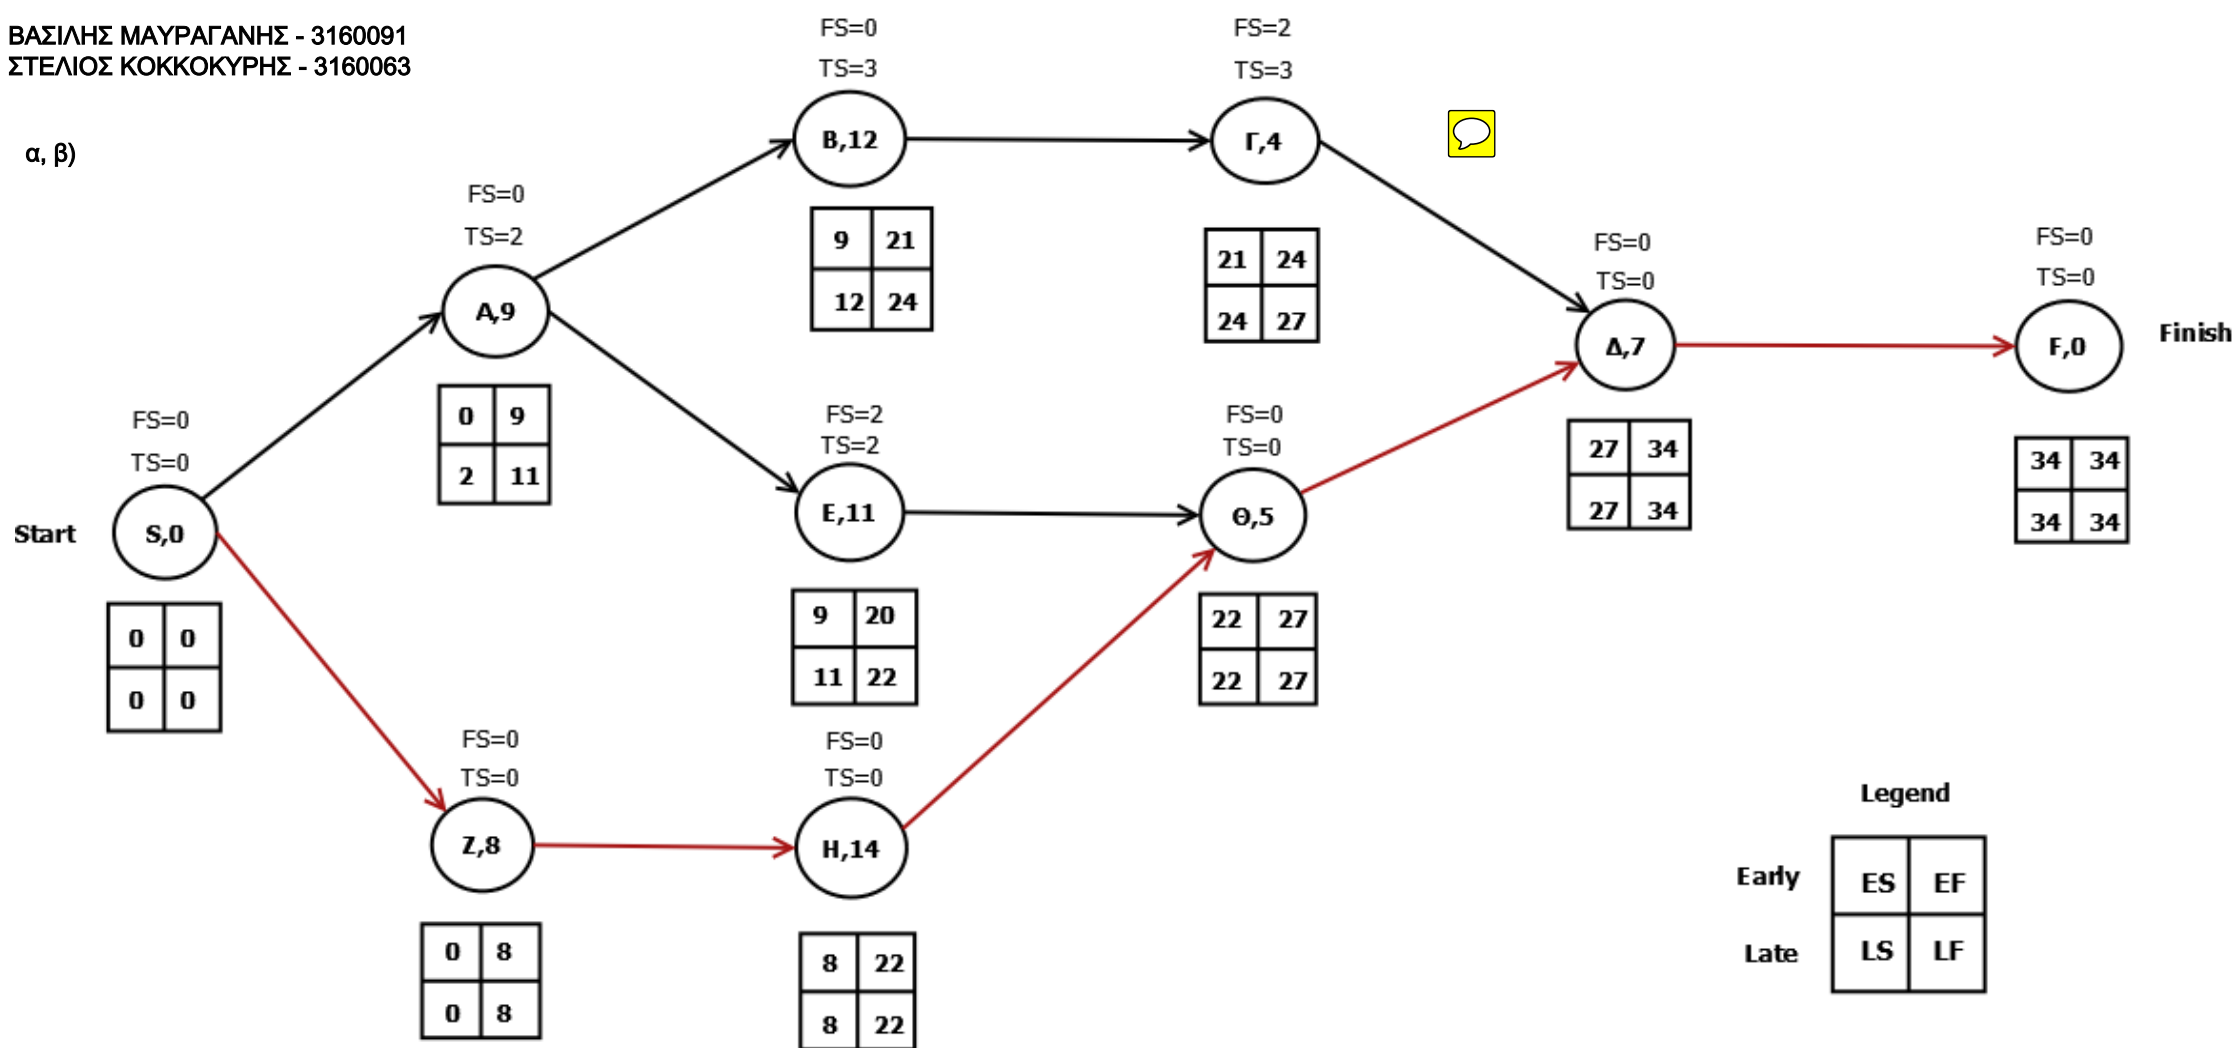 ΒΑΣΙΛΗΣ ΜΑΥΡΑΓΑΝΗΣ - 3160091
ΣΤΕΛΙΟΣ ΚΟΚΚΟΚΥΡΗΣ - 3160063
α, β)
FS=0
TS=3
Β,12
9 21
12 24
FS=2
TS=3
Γ,4
21 24
24 27
FS=0
TS=2
Α,9
0 9
2 11
FS=0
TS=0
Δ,7
27 34
27 34
FS=0
TS=0
F,0
Finish
34 34
34 34
FS=0
TS=0
Start
S,0
0 0
0 0
FS=2
TS=2
Ε,11
9 20
11 22
FS=0
TS=0
Θ,5
22 27
22 27
FS=0
TS=0
Ζ,8
0 8
0 8
FS=0
TS=0
Η,14
8 22
8 22
Legend
Early ES EF
Late LS LF